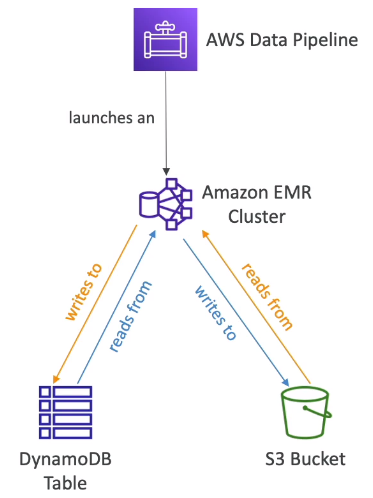 AWS Data Pipeline
launches an
Amazon EMR
Cluster
writes to
reads from
writes to
reads from
DynamoDB
Table
S3 Bucket